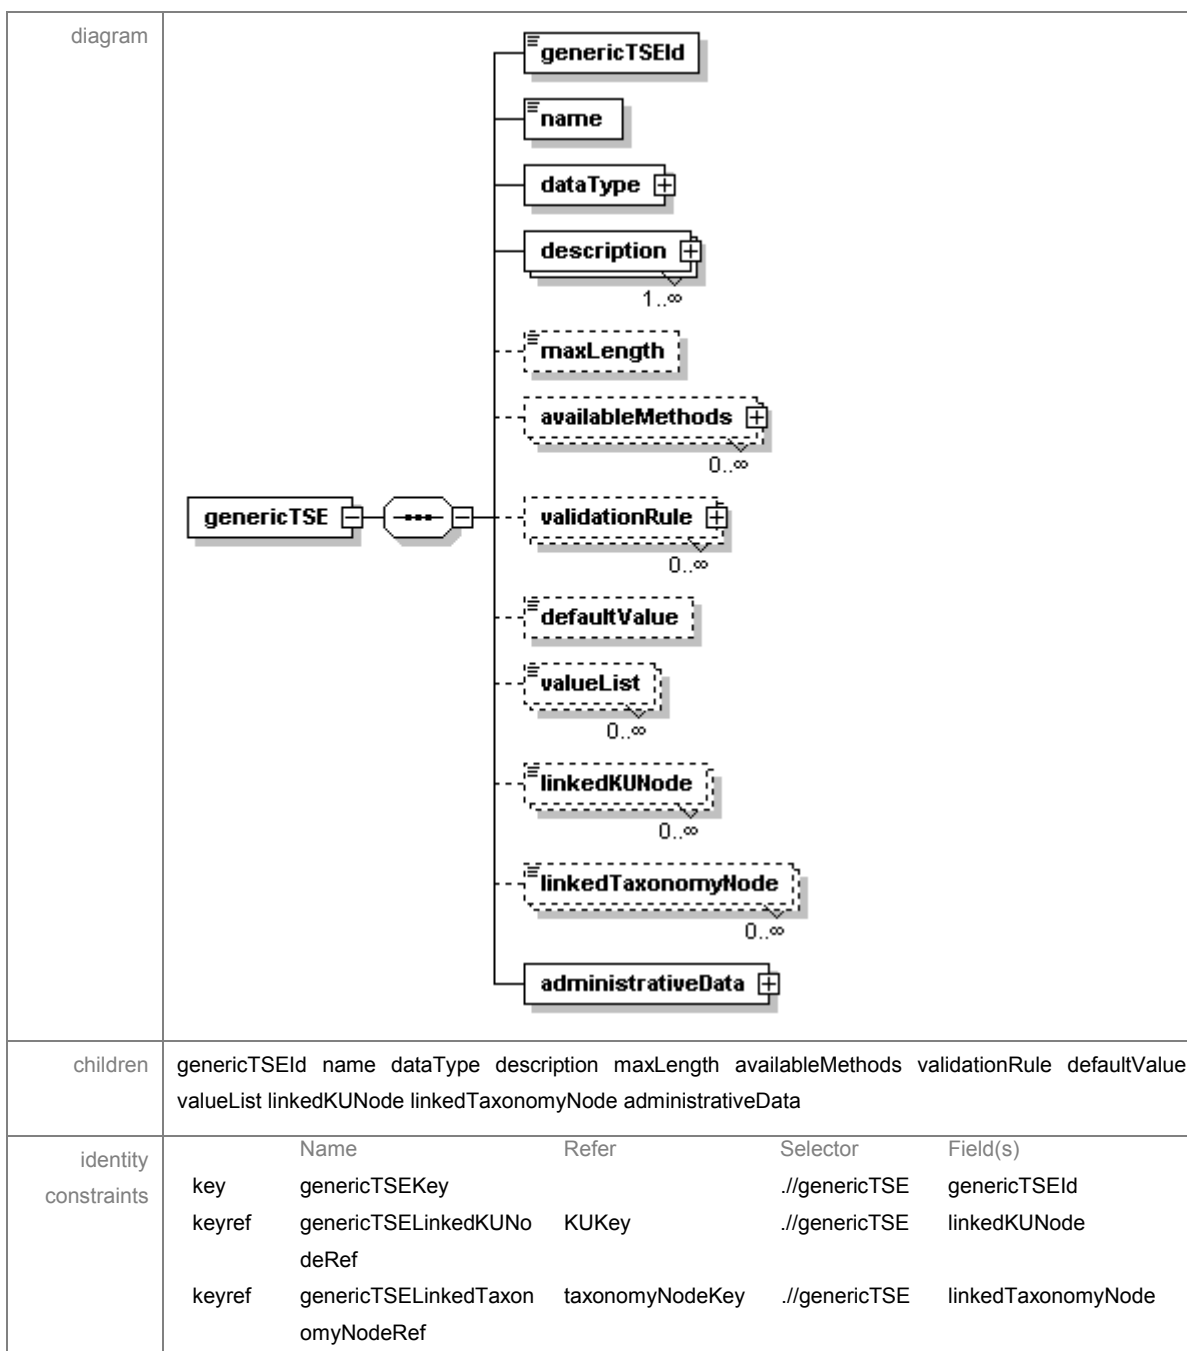 diagram
genericTSEId
name
dataType
description
1..∞
maxLength
availableMethods
0..∞
genericTSE
validationRule
0..∞
defaultValue
valueList
0..∞
linkedKUNode
0..∞
linkedTaxonomyNode
0..∞
administrativeData
children
genericTSEId name dataType description maxLength availableMethods validationRule defaultValue
valueList linkedKUNode linkedTaxonomyNode administrativeData
identity
constraints
Name Refer Selector Field(s)
key genericTSEKey .//genericTSE genericTSEId
keyref genericTSELinkedKUNo KUKey .//genericTSE linkedKUNode
deRef
keyref genericTSELinkedTaxon taxonomyNodeKey .//genericTSE linkedTaxonomyNode
omyNodeRef